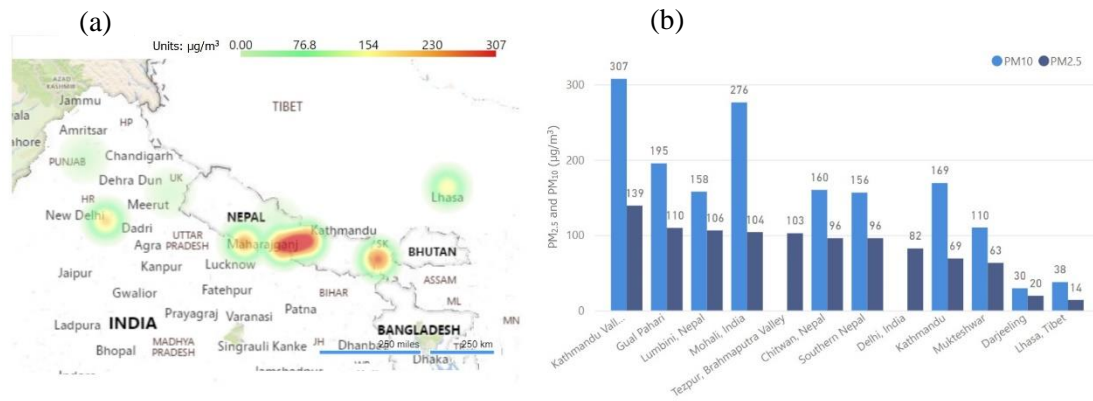 (a)
Units: µg/m³ 0.00 76.8 154 230 307
AZAD
KASHMIR
Jammu
TIBET
HP
Amritsar
ahore
PUNJAB
Chandigarh
Dehra Dun
UK
Lhasa
HR
Meerut
New Delhi
NEPAL
Dadri
Kathmandu
UTTAR
PRADESH
Agra
Maharajganj
SK
BHUTAN
Jaipur
Kanpur
Lucknow
ASSAM
BIHAR
Gwalior
Fatehpur
Patna
ML
Ladpura
INDIA
Prayagraj
Varanasi
BANGLADESH
MN
Bhopal
MADHYA
PRADESH
Singrauli
Kanke
JH
Dhanbad
250 miles
250 km
Dhaka
(b)
PM10 PM2.5
PM2.5 and PM10 (µg/m³)
300
200
100
0
307
139
195
110
158
106
276
104
103
160
96
156
96
82
169
69
110
63
30
20
38
14
Kathmandu Vall...
Gual Pahari
Lumbini, Nepal
Mohali, India
Tezpur, Brahmaputra Valley
Chitwan, Nepal
Southern Nepal
Delhi, India
Kathmandu
Mukteshwar
Darjeeling
Lhasa, Tibet